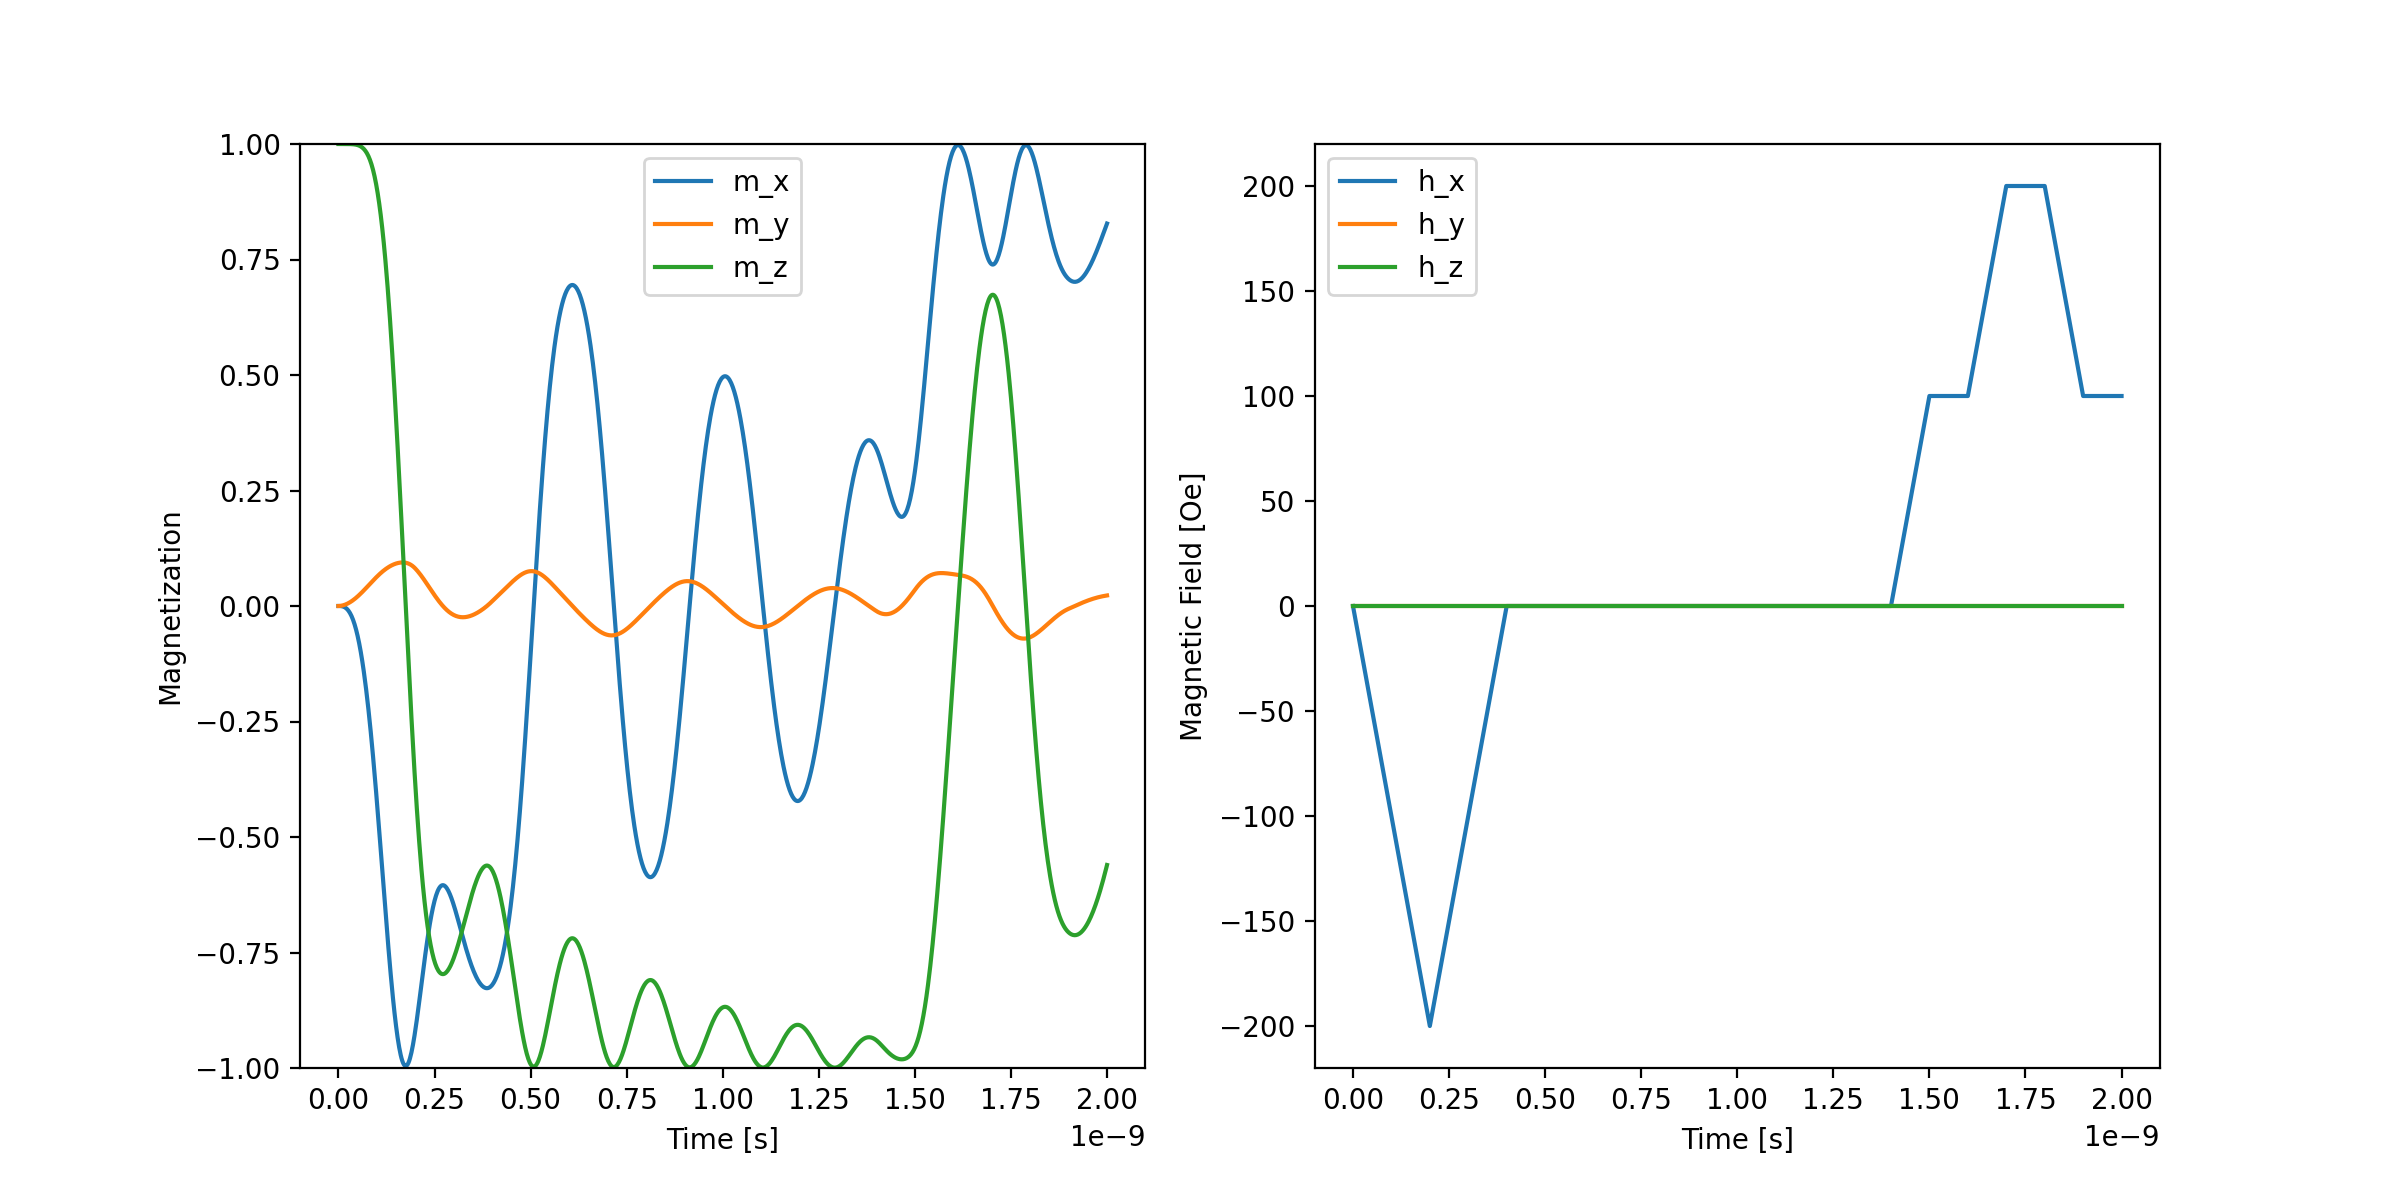 1.00
0.75
0.50
0.25
0.00
−0.25
−0.50
−0.75
−1.00
Magnetization
m_x
m_y
m_z
0.00 0.25 0.50 0.75 1.00 1.25 1.50 1.75 2.00
Time [s]
1e−9
200
150
100
50
0
−50
−100
−150
−200
Magnetic Field [Oe]
h_x
h_y
h_z
0.00 0.25 0.50 0.75 1.00 1.25 1.50 1.75 2.00
Time [s]
1e−9